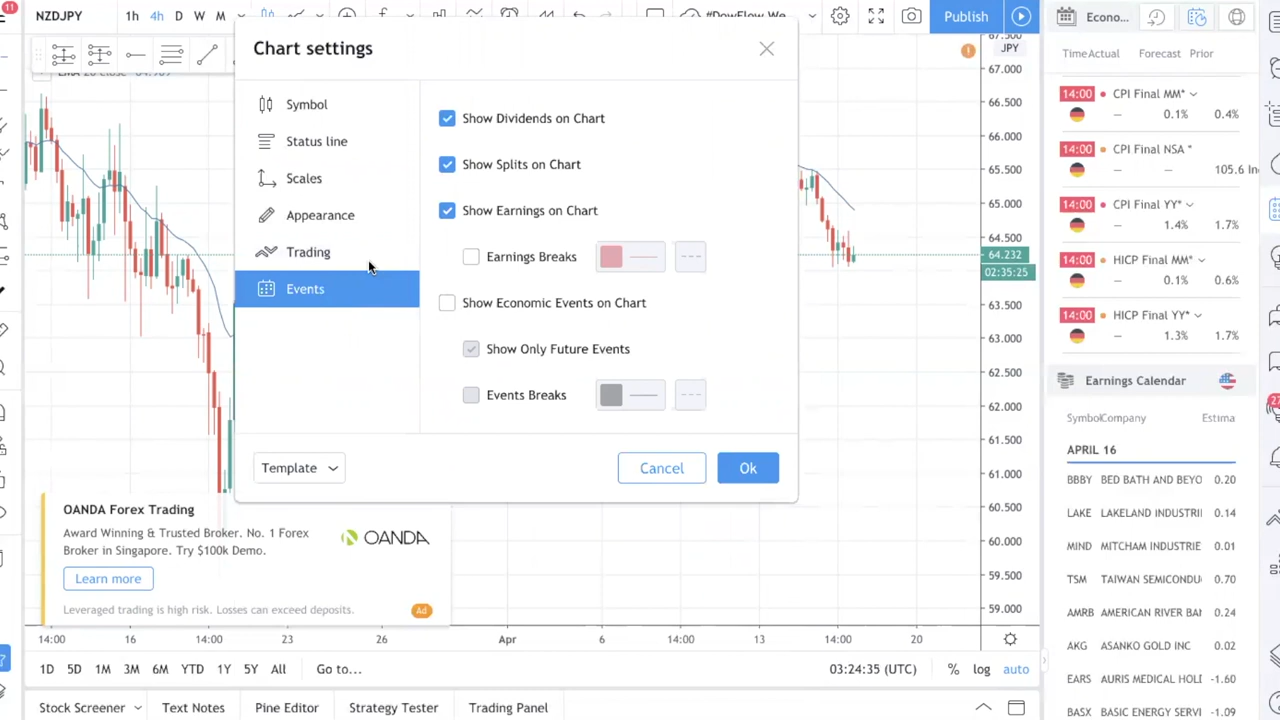 11
NZDJPY
1h 4h D W M
#DowFlow We
Publish
Econo...
JPY
Time Actual Forecast Prior
67.000
66.500
66.000
65.500
65.000
64.500
64.232
02:35:25
63.500
63.000
62.500
62.000
61.500
61.000
60.500
60.000
59.500
59.000
Chart settings
Symbol
Status line
Scales
Appearance
Trading
Events
Show Dividends on Chart
Show Splits on Chart
Show Earnings on Chart
Earnings Breaks
Show Economic Events on Chart
Show Only Future Events
Events Breaks
Template
Cancel
Ok
14:00 CPI Final MM*
– 0.1% 0.4%
14:00 CPI Final NSA *
– – 105.6 In
14:00 CPI Final YY*
– 1.4% 1.7%
14:00 HICP Final MM*
– 0.1% 0.6%
14:00 HICP Final YY*
– 1.3% 1.7%
Earnings Calendar
Symbol Company Estima
APRIL 16
BBBY BED BATH AND BEYO 0.20
LAKE LAKELAND INDUSTRI 0.14
MIND MITCHAM INDUSTRIE 0.01
TSM TAIWAN SEMICONDU 0.70
AMRB AMERICAN RIVER BA 0.24
AKG ASANKO GOLD INC 0.02
EARS AURIS MEDICAL HOL -1.60
BASX BASIC ENERGY SERVI -1.09
OANDA Forex Trading
Award Winning & Trusted Broker. No. 1 Forex
Broker in Singapore. Try $100k Demo.
OANDA
Learn more
Leveraged trading is high risk. Losses can exceed deposits.
Ad
14:00 16 14:00 23 26 Apr 6 14:00 13 14:00 20
1D 5D 1M 3M 6M YTD 1Y 5Y All Go to...
03:24:35 (UTC) % log auto
Stock Screener Text Notes Pine Editor Strategy Tester Trading Panel